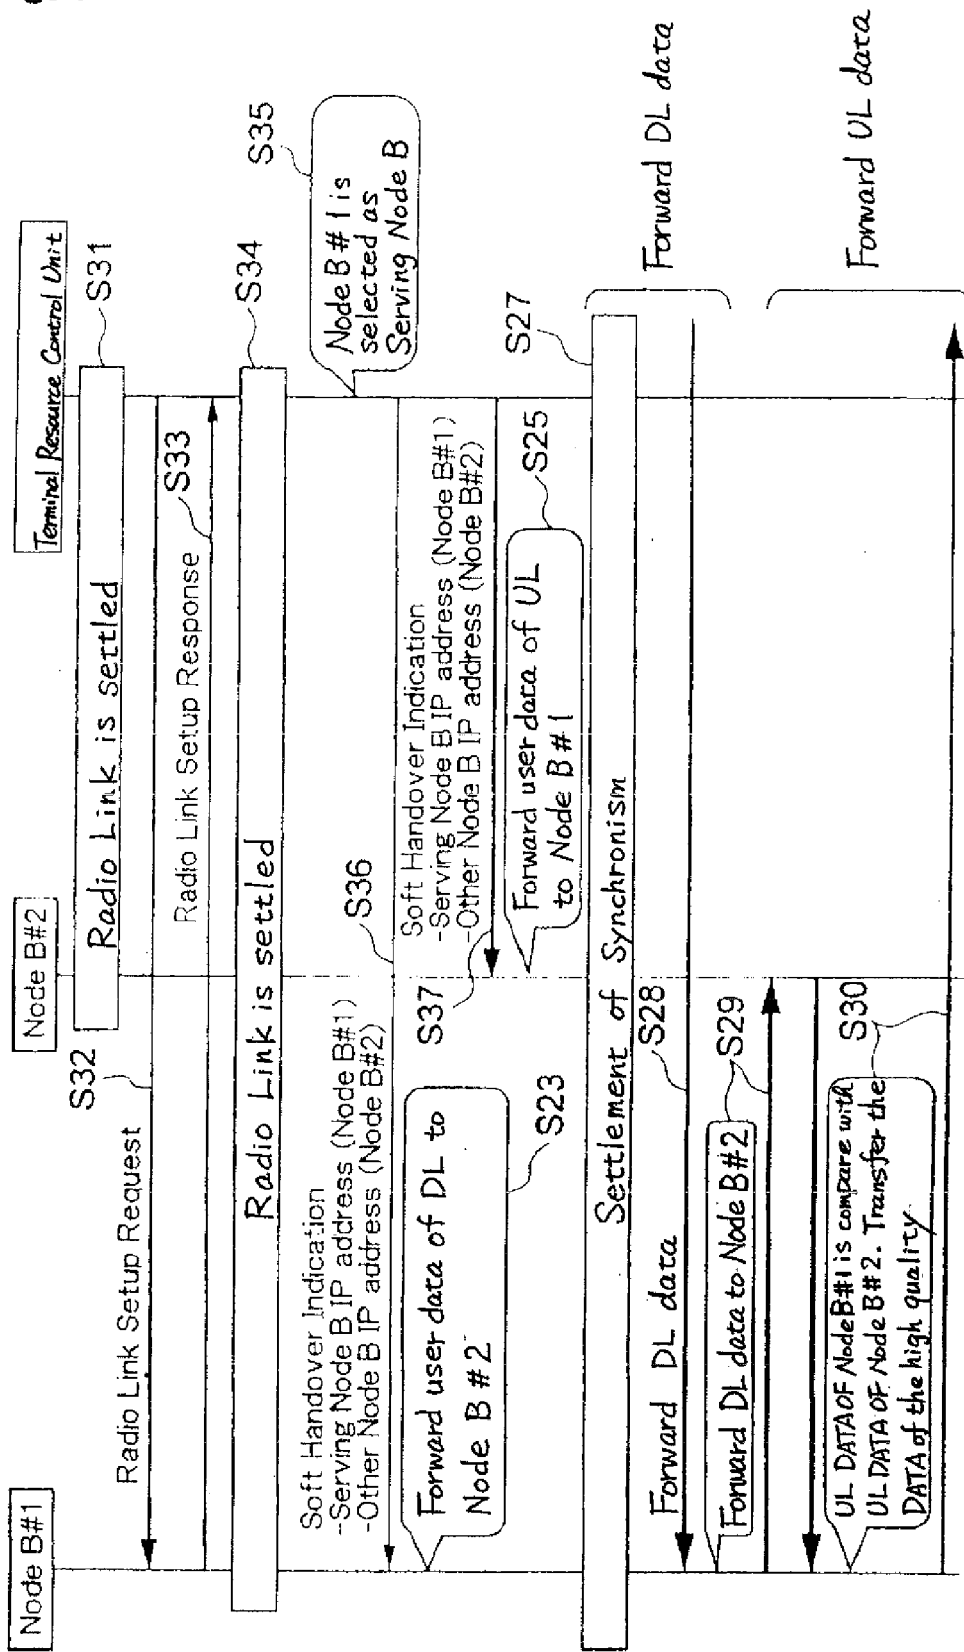 Node B#1
Node B#2
Terminal Resource Control Unit
Radio Link is settled
S31
S32
Radio Link Setup Request
Radio Link Setup Response
S33
Radio Link is settled
S34
Node B#1 is
selected as
Serving Node B
S35
Soft Handover Indication
-Serving Node B IP address (Node B#1)
-Other Node B IP address (Node B#2)
S36
Forward user data of DL to
Node B #2
S23
Soft Handover Indication
-Serving Node B IP address (Node B#1)
-Other Node B IP address (Node B#2)
S37
Forward user data of UL
to Node B #1
S25
Settlement of Synchronism
S27
Forward DL data
S28
Forward DL data
Forward DL data to Node B#2
S29
UL DATA OF Node B#1 is compare with
UL DATA OF Node B#2. Transfer the
DATA of the high quality
S30
Forward UL data